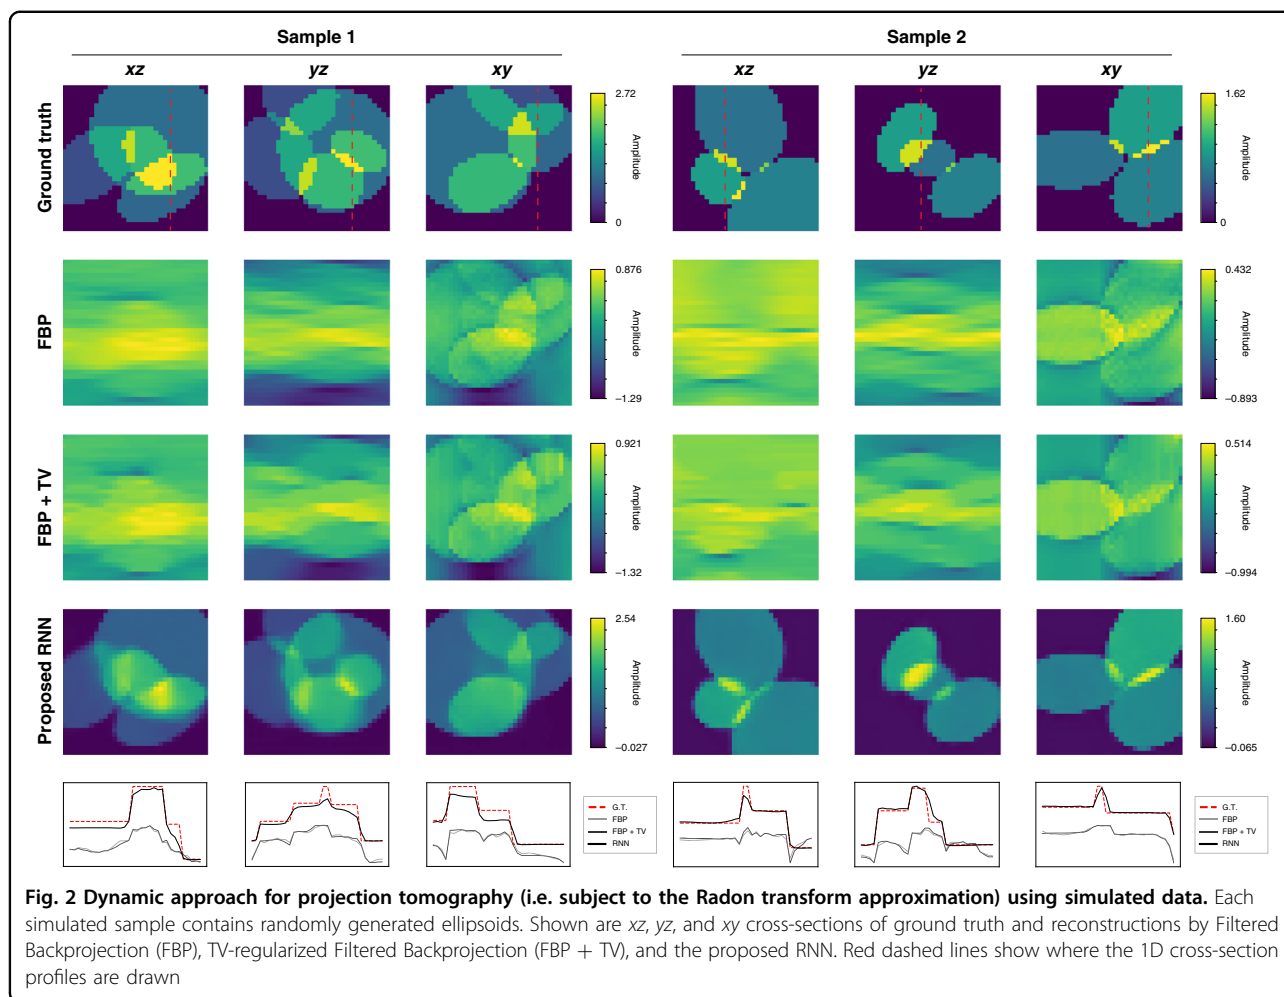 Sample 1
Sample 2
xz
yz
xy
xz
yz
xy
Ground truth
2.72
Amplitude
0
1.62
Amplitude
0
FBP
0.876
Amplitude
−1.29
0.432
Amplitude
−0.893
FBP + TV
0.921
Amplitude
−1.32
0.514
Amplitude
−0.994
Proposed RNN
2.54
Amplitude
−0.027
1.60
Amplitude
−0.065
G.T.
FBP
FBP + TV
RNN
G.T.
FBP
FBP + TV
RNN
Fig. 2 Dynamic approach for projection tomography (i.e. subject to the Radon transform approximation) using simulated data. Each
simulated sample contains randomly generated ellipsoids. Shown are xz, yz, and xy cross-sections of ground truth and reconstructions by Filtered
Backprojection (FBP), TV-regularized Filtered Backprojection (FBP + TV), and the proposed RNN. Red dashed lines show where the 1D cross-section
profiles are drawn